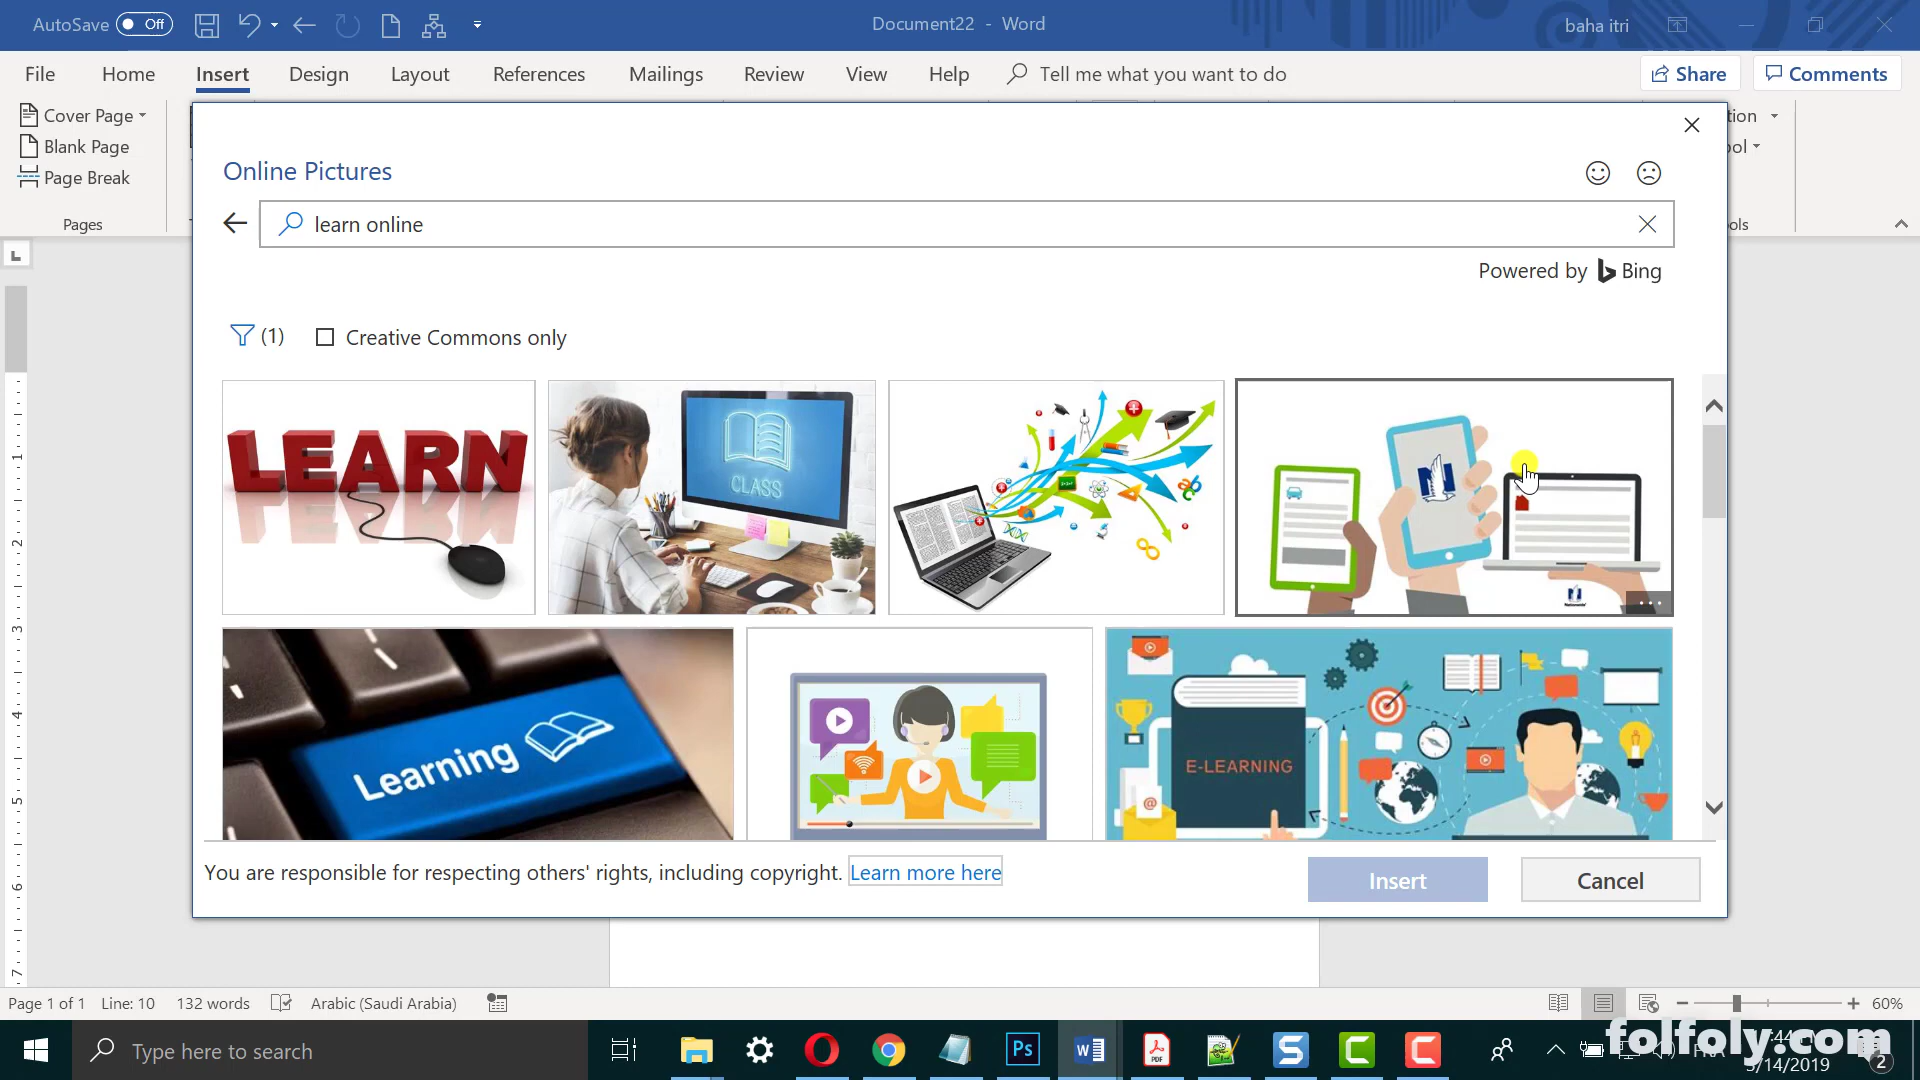 AutoSave Off
Document22 - Word
baha itri
File Home Insert Design Layout References Mailings Review View Help Tell me what you want to do Share Comments
Cover Page
Blank Page
Page Break
Pages
Online Pictures
learn online
Powered by Bing
(1) Creative Commons only
LEARN
CLASS
Learning
E-LEARNING
You are responsible for respecting others' rights, including copyright. Learn more here
Insert Cancel
Page 1 of 1 Line: 10 132 words Arabic (Saudi Arabia) 60%
Type here to search
folfoly.com
5/14/2019
2